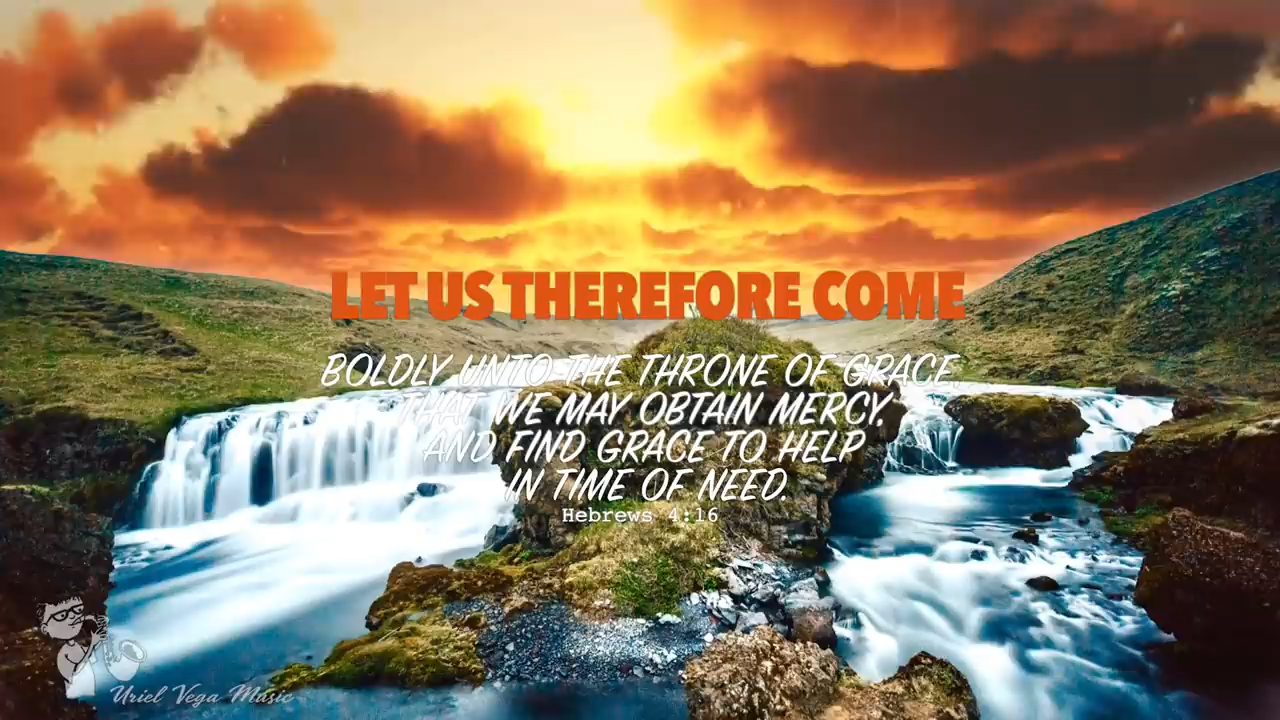 LET US THEREFORE COME
BOLDLY UNTO THE THRONE OF GRACE,
THAT WE MAY OBTAIN MERCY,
AND FIND GRACE TO HELP
IN TIME OF NEED.
Hebrews 4:16
Uriel Vega Music